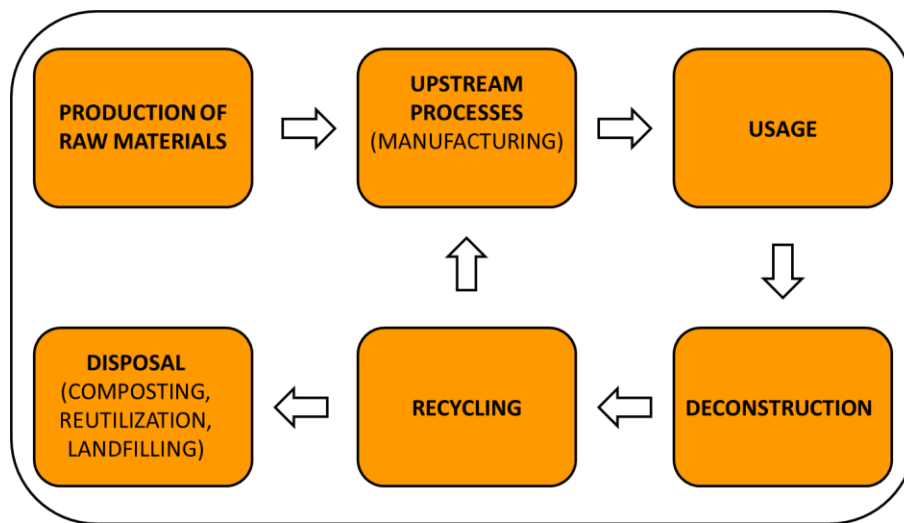 PRODUCTION OF
RAW MATERIALS
UPSTREAM
PROCESSES
(MANUFACTURING)
USAGE
DISPOSAL
(COMPOSTING,
REUTILIZATION,
LANDFILLING)
RECYCLING
DECONSTRUCTION